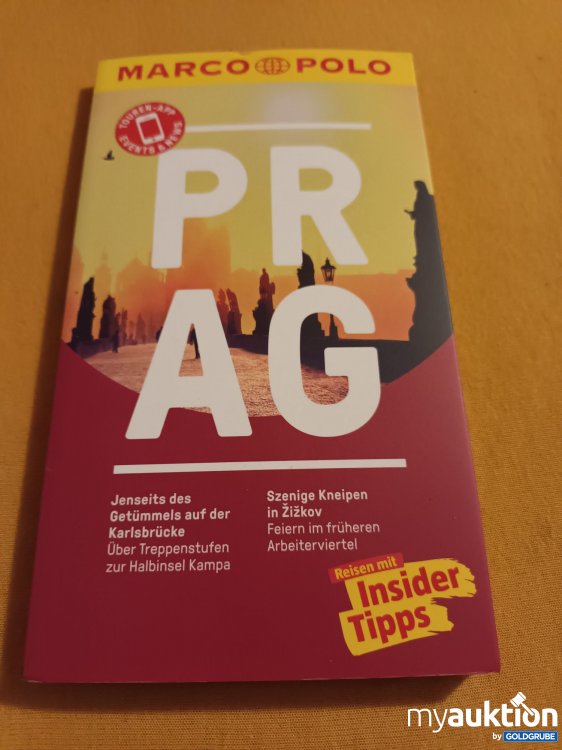 MARCO POLO
TOUREN-APP
EVENTS & NEWS
PR
AG
Jenseits des
Getümmels auf der
Karlsbrücke
Über Treppenstufen
zur Halbinsel Kampa
Szenige Kneipen
in Žižkov
Feiern im früheren
Arbeiterviertel
Reisen mit
Insider
Tipps
myauktion
by GOLDGRUBE